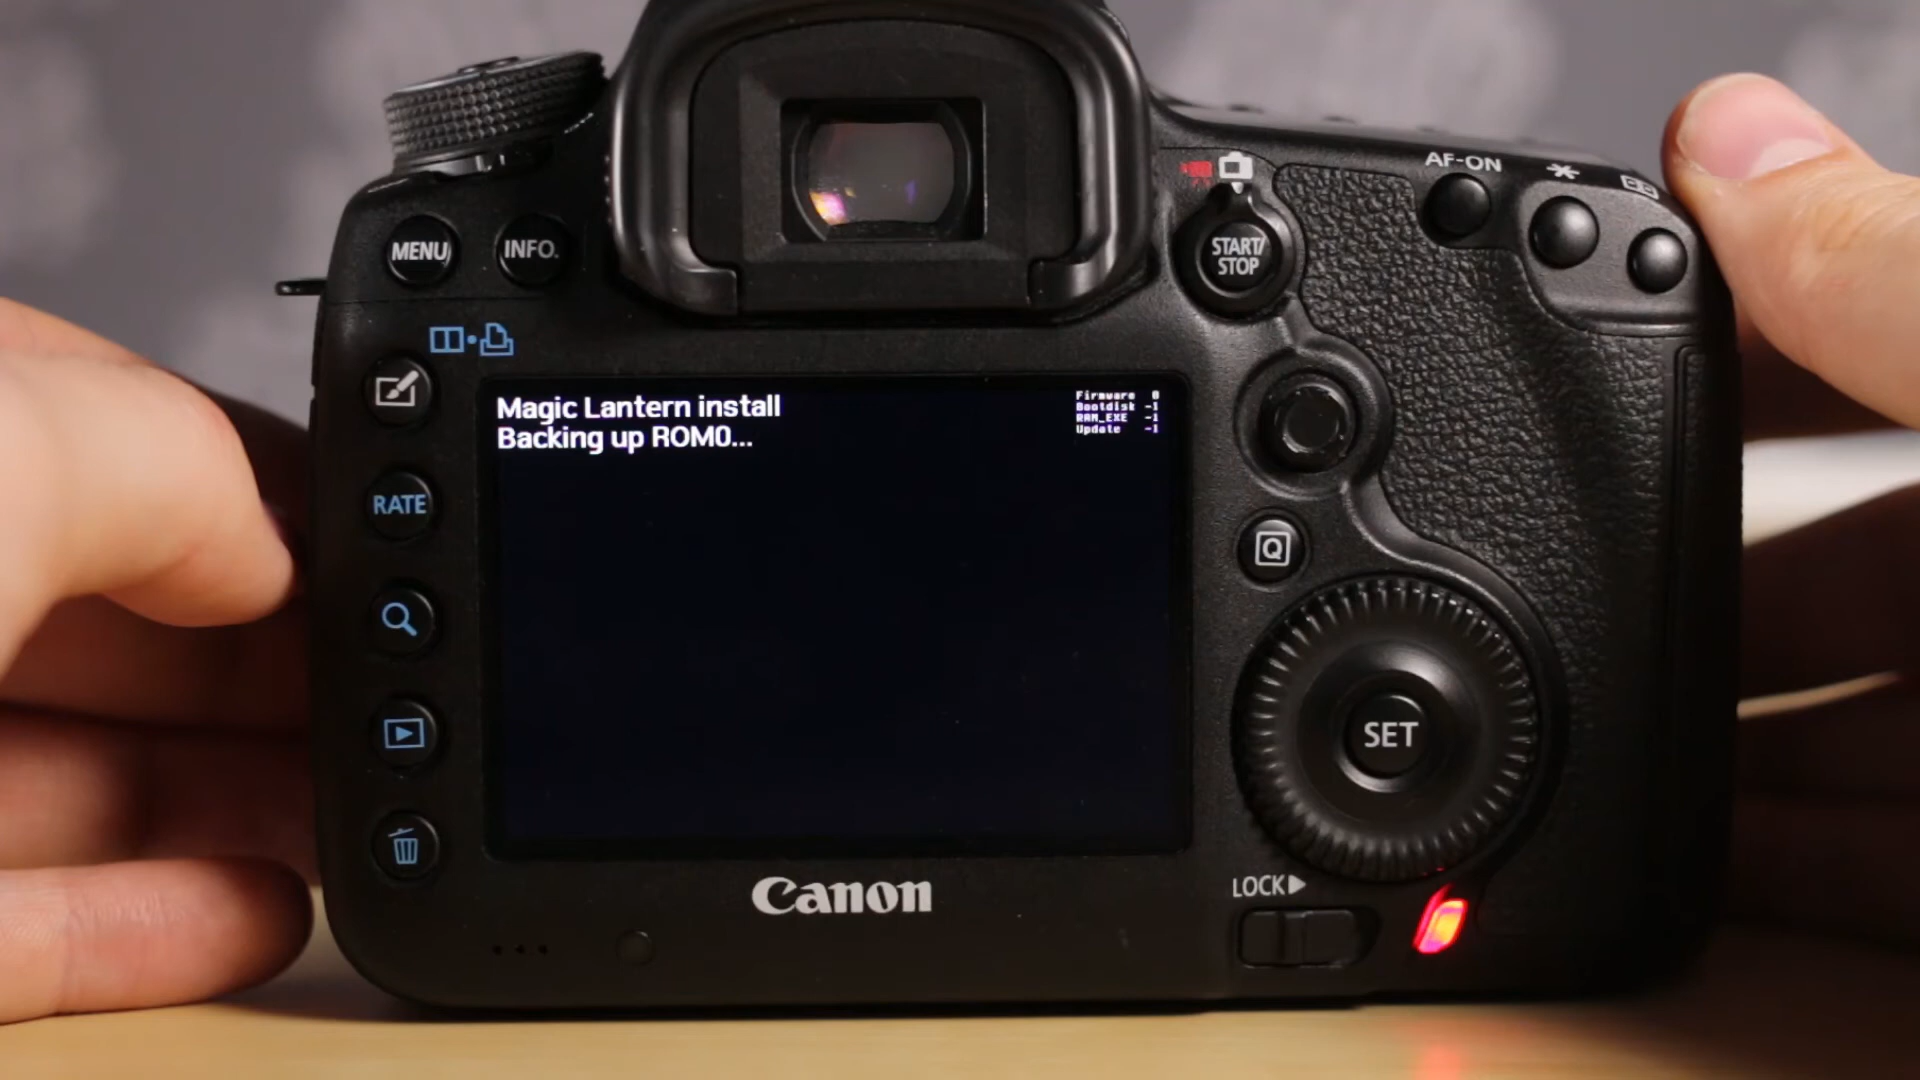 AF-ON
MENU
INFO.
START/
STOP
Magic Lantern install
Backing up ROM0...
Firmware 0
Bootdisk -1
RAM_EXE -1
Update -1
RATE
Q
SET
LOCK▶
Canon